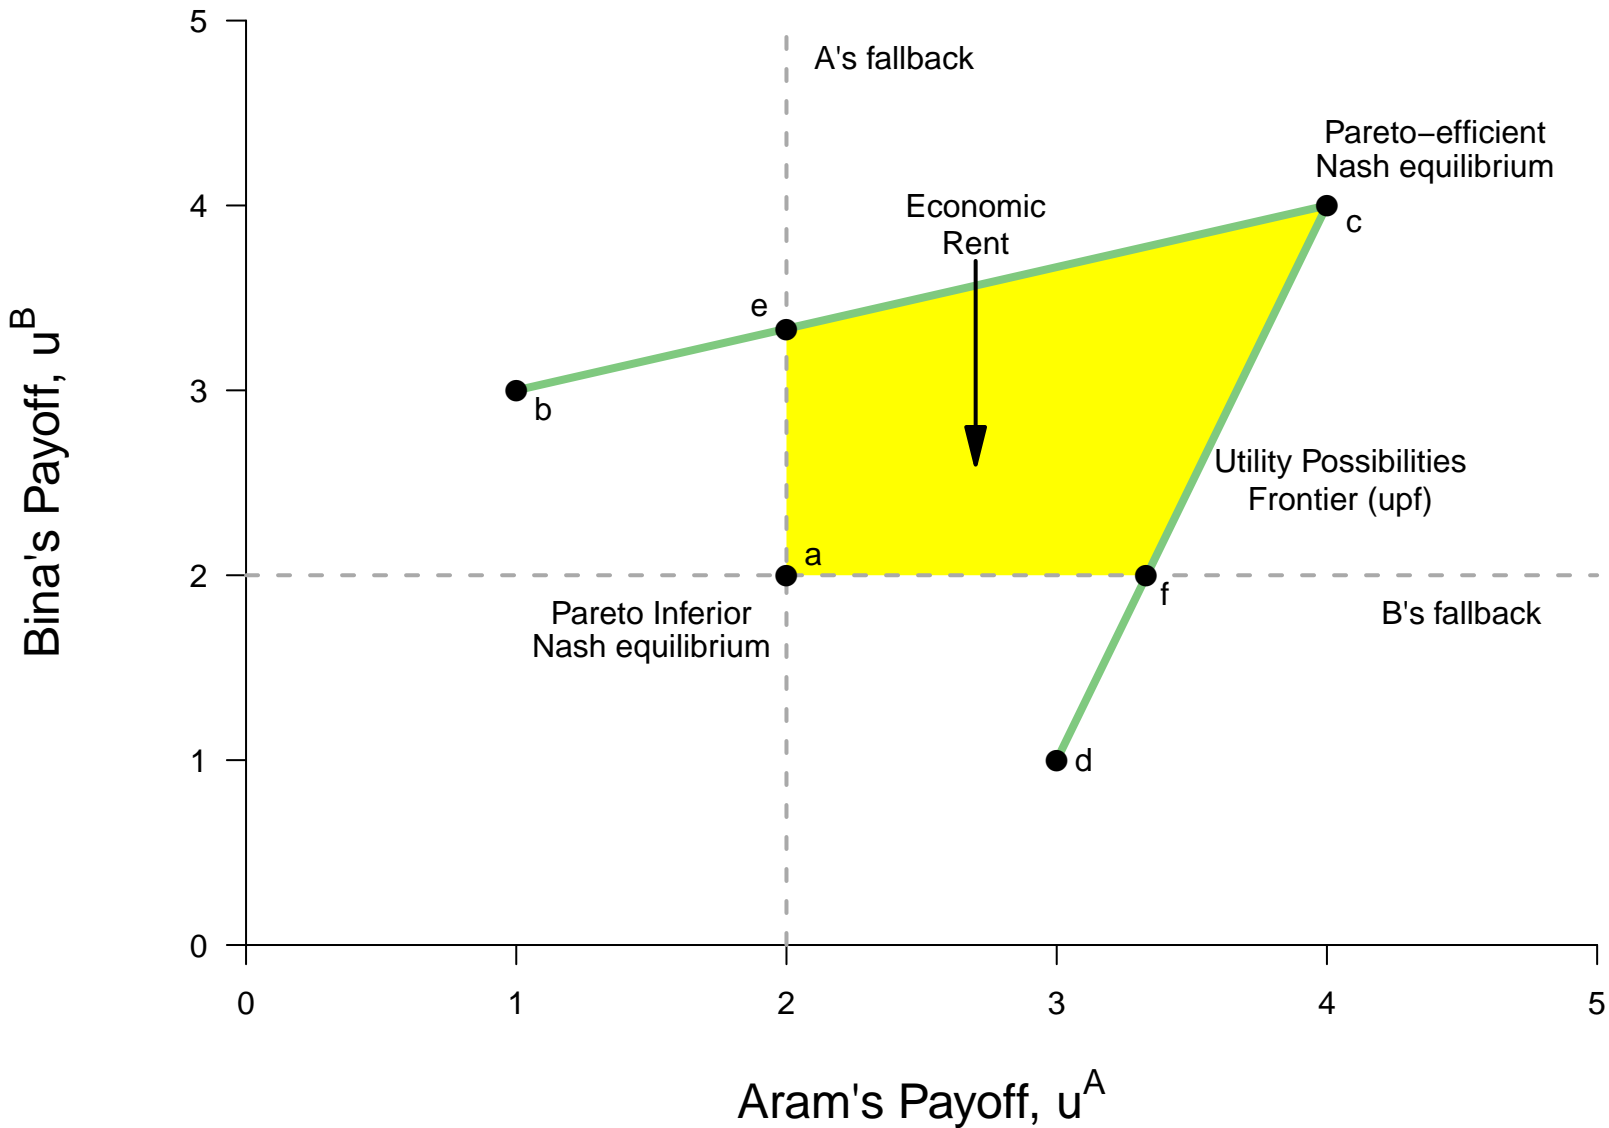 5
A's fallback
Pareto−efficient
Nash equilibrium
4
Economic
Rent
c
e
3
b
Utility Possibilities
Frontier (upf)
a
2
f
Pareto Inferior
Nash equilibrium
B's fallback
1
d
0
0 1 2 3 4 5
Bina's Payoff, u^B
Aram's Payoff, u^A